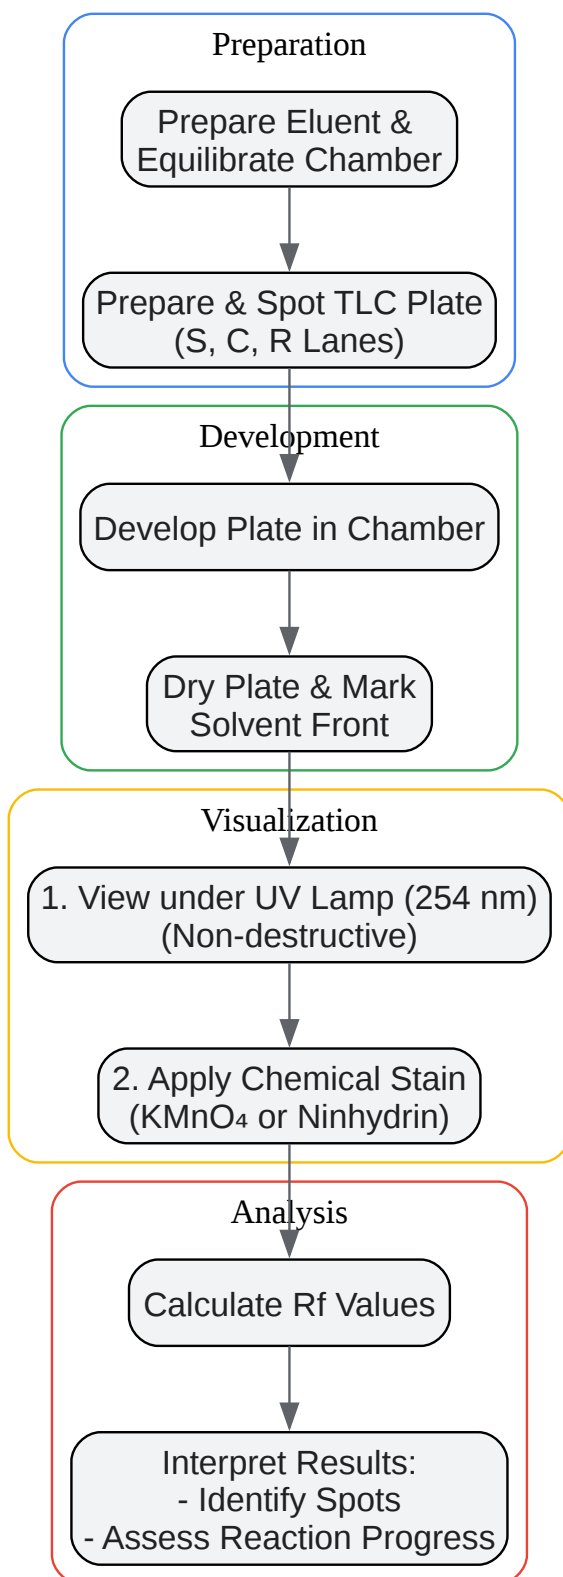 Preparation
Prepare Eluent &
Equilibrate Chamber
Prepare & Spot TLC Plate
(S, C, R Lanes)
Development
Develop Plate in Chamber
Dry Plate & Mark
Solvent Front
Visualization
1. View under UV Lamp (254 nm)
(Non-destructive)
2. Apply Chemical Stain
(KMnO₄ or Ninhydrin)
Analysis
Calculate Rf Values
Interpret Results:
- Identify Spots
- Assess Reaction Progress